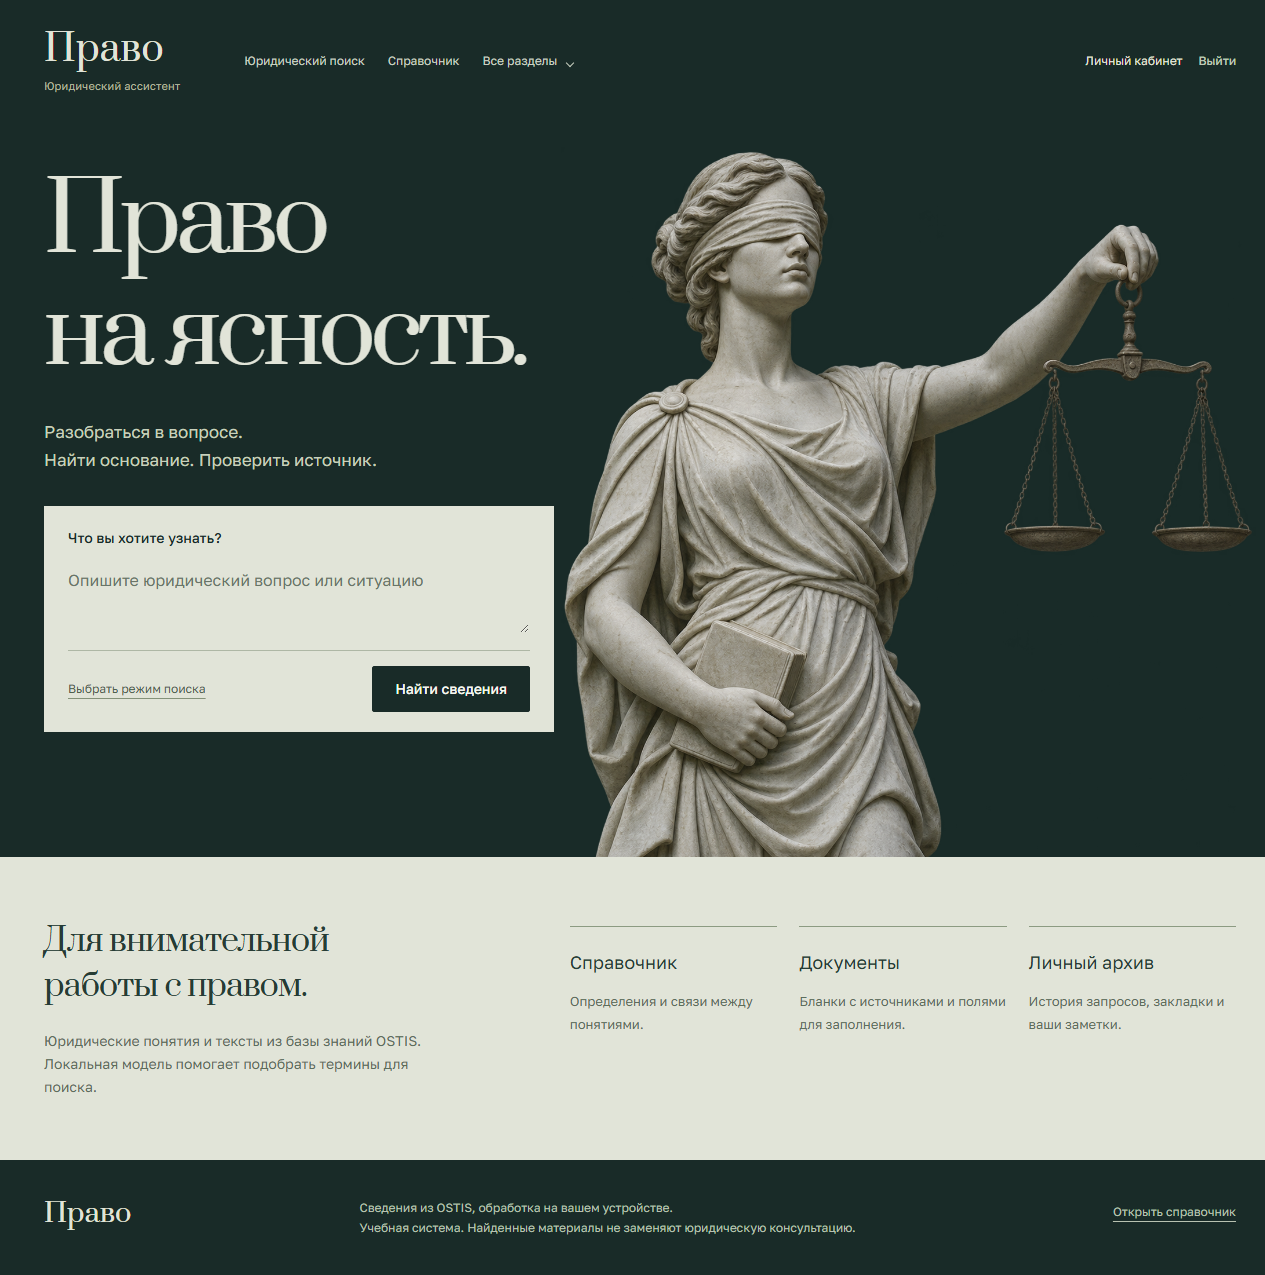 Право
Юридический ассистент
Юридический поиск
Справочник
Все разделы
Личный кабинет
Выйти
Право
на ясность.
Разобраться в вопросе.
Найти основание. Проверить источник.
Что вы хотите узнать?
Опишите юридический вопрос или ситуацию
Выбрать режим поиска
Найти сведения
Для внимательной
работы с правом.
Юридические понятия и тексты из базы знаний OSTIS.
Локальная модель помогает подобрать термины для
поиска.
Справочник
Определения и связи между
понятиями.
Документы
Бланки с источниками и полями
для заполнения.
Личный архив
История запросов, закладки и
ваши заметки.
Право
Сведения из OSTIS, обработка на вашем устройстве.
Учебная система. Найденные материалы не заменяют юридическую консультацию.
Открыть справочник